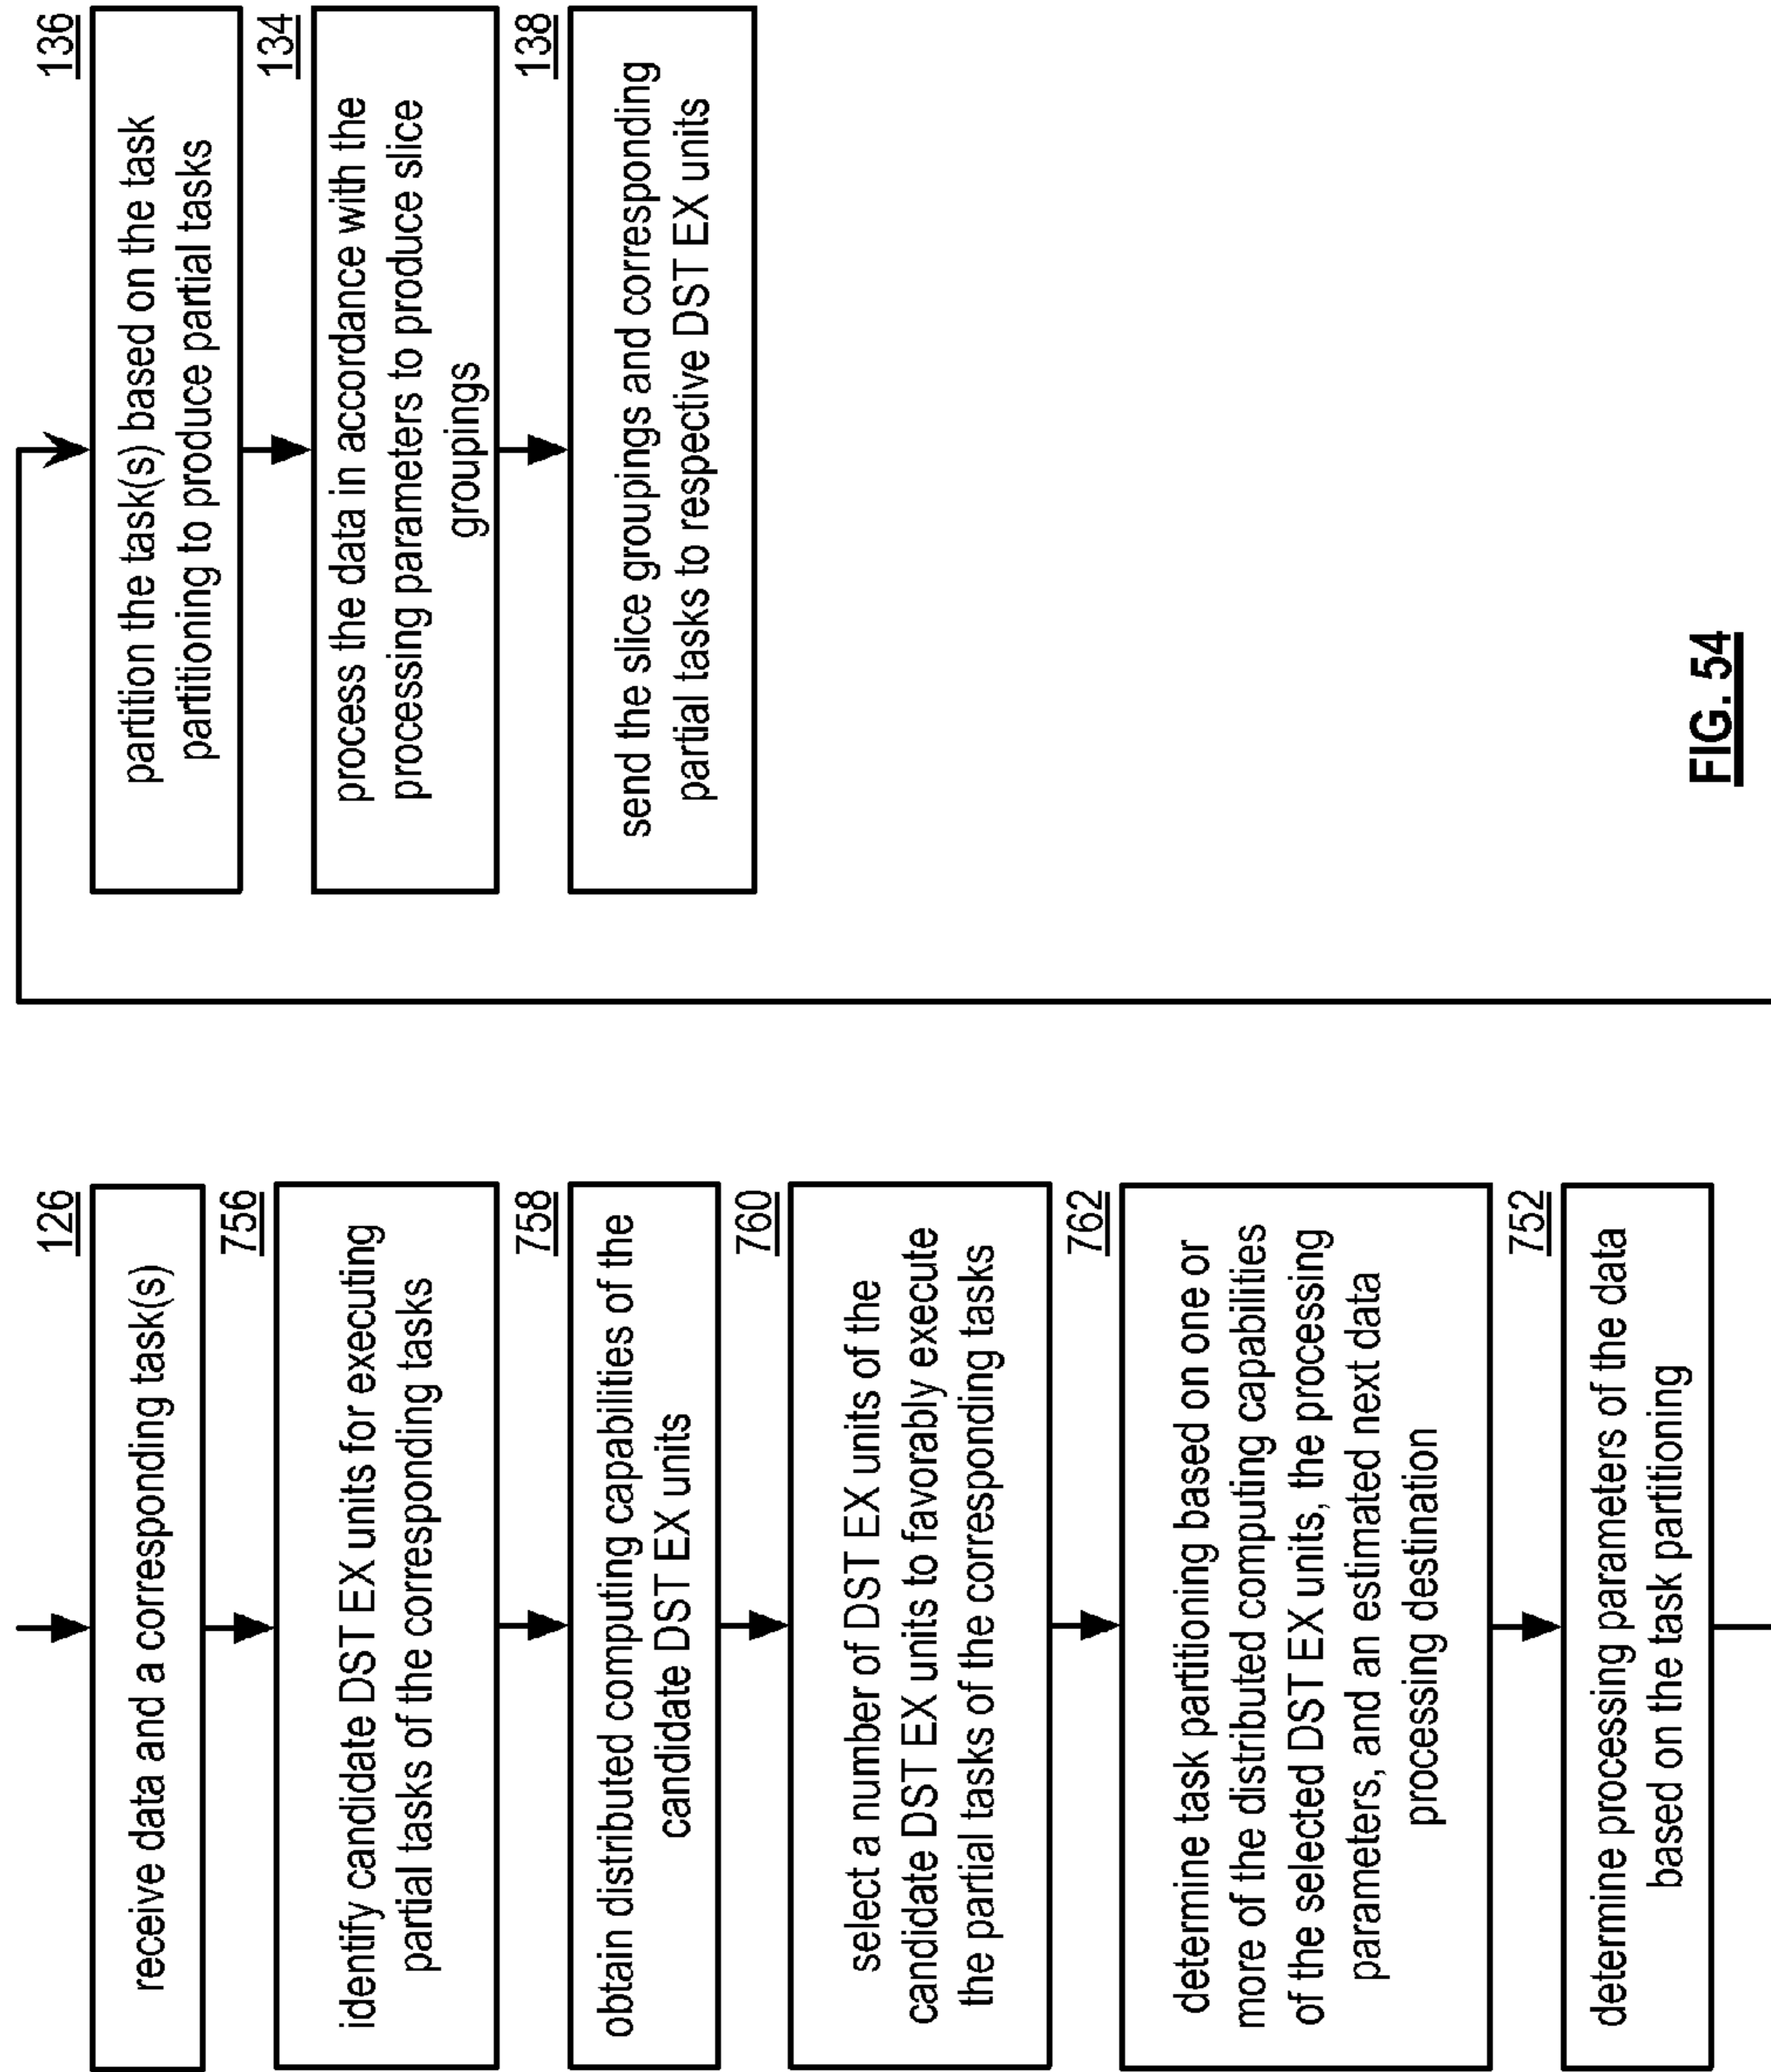 126
receive data and a corresponding task(s)
756
identify candidate DST EX units for executing
partial tasks of the corresponding tasks
758
obtain distributed computing capabilities of the
candidate DST EX units
760
select a number of DST EX units of the
candidate DST EX units to favorably execute
the partial tasks of the corresponding tasks
762
determine task partitioning based on one or
more of the distributed computing capabilities
of the selected DST EX units, the processing
parameters, and an estimated next data
processing destination
752
determine processing parameters of the data
based on the task partitioning
136
partition the task(s) based on the task
partitioning to produce partial tasks
134
process the data in accordance with the
processing parameters to produce slice
groupings
138
send the slice groupings and corresponding
partial tasks to respective DST EX units
FIG. 54